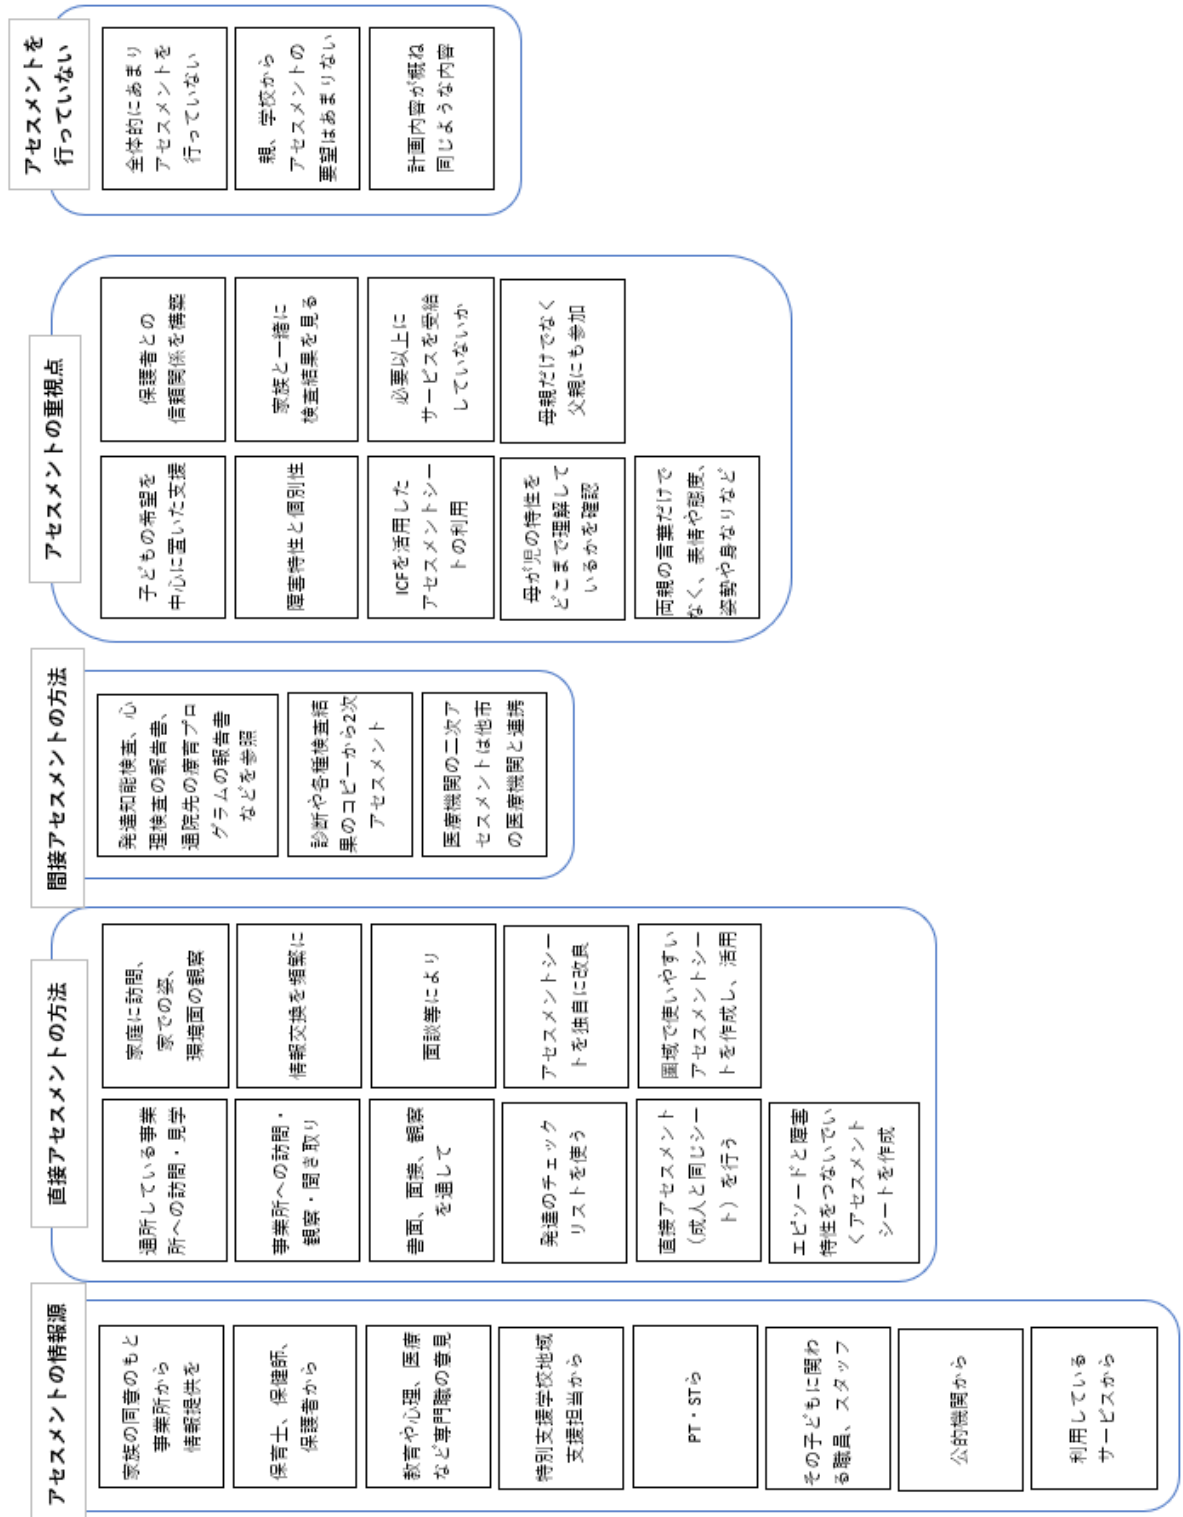 アセスメントの情報源
家族の同意のもと
事業所から
情報提供を
保育士、保健師、
保護者から
教育や心理、医療
など専門職の意見
特別支援学校地域
支援担当から
PT・STら
その子どもに関わ
る職員、スタッフ
公的機関から
利用している
サービスから
直接アセスメントの方法
通所している事業
所への訪問・見学
事業所への訪問・
観察・聞き取り
書面、面接、観察
を通して
発達のチェック
リストを使う
直接アセスメント
（成人と同じシー
ト）を行う
エピソードと障害
特性をつないでい
くアセスメント
シートを作成
家庭に訪問、
家での姿、
環境面の観察
情報交換を頻繁に
面談等により
アセスメントシー
トを独自に改良
圏域で使いやすい
アセスメントシー
トを作成し、活用
間接アセスメントの方法
発達知能検査、心
理検査の報告書、
通院先の療育プロ
グラムの報告書
などを参照
診断や各種検査結
果のコピーから2次
アセスメント
医療機関の二次ア
セスメントは他市
の医療機関と連携
アセスメントの重視点
子どもの希望を
中心に置いた支援
障害特性と個別性
ICFを活用した
アセスメントシー
トの利用
母が児の特性を
どこまで理解して
いるかを確認
両親の言葉だけで
なく、表情や態度、
姿勢や身なりなど
保護者との
信頼関係を構築
家族と一緒に
検査結果を見る
必要以上に
サービスを受給
していないか
母親だけでなく
父親にも参加
アセスメントを
行っていない
全体的にあまり
アセスメントを
行っていない
親、学校から
アセスメントの
要望はあまりない
計画内容が概ね
同じような内容